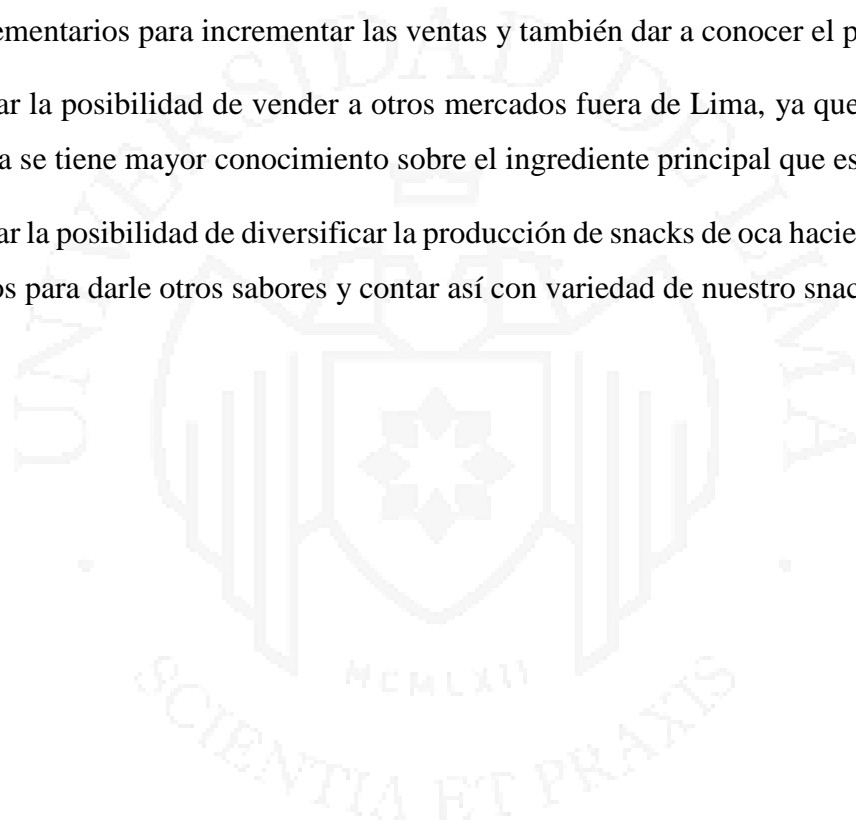 ementarios para incrementar las ventas y también dar a conocer el p
ar la posibilidad de vender a otros mercados fuera de Lima, ya que
a se tiene mayor conocimiento sobre el ingrediente principal que es
ar la posibilidad de diversificar la producción de snacks de oca hacie
os para darle otros sabores y contar así con variedad de nuestro snac
UNIVERSIDAD DE LIMA
MCMLXII
SCIENTIA ET PRAXIS